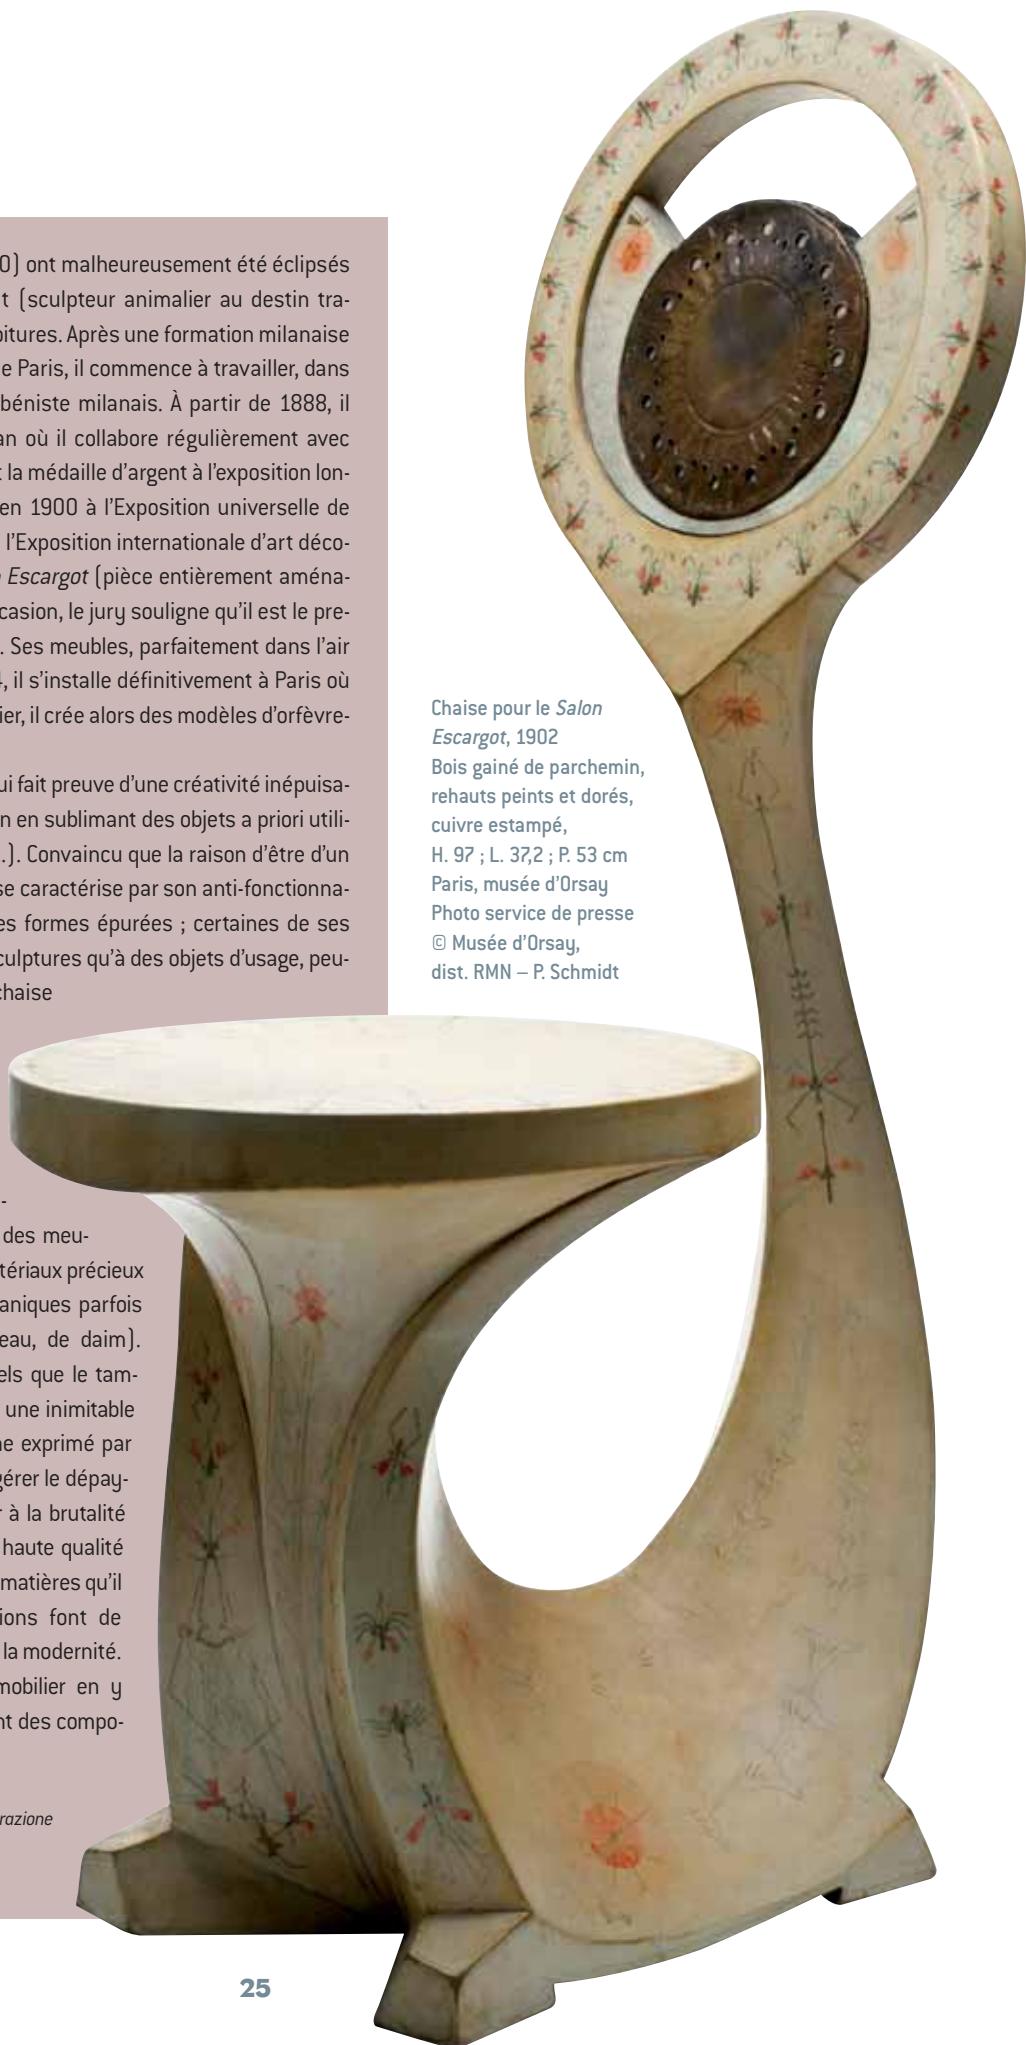 0) ont malheureusement été éclipsés
t (sculpteur animalier au destin tra-
oitures. Après une formation milanaise
e Paris, il commence à travailler, dans
béniste milanais. À partir de 1888, il
an où il collabore régulièrement avec
t la médaille d’argent à l’exposition lon-
en 1900 à l’Exposition universelle de
l’Exposition internationale d’art déco-
n Escargot (pièce entièrement aména-
casion, le jury souligne qu’il est le pre-
. Ses meubles, parfaitement dans l’air
4, il s’installe définitivement à Paris où
ier, il crée alors des modèles d’orfèvre-
ui fait preuve d’une créativité inépuisa-
n en sublimant des objets a priori utili-
.). Convaincu que la raison d’être d’un
se caractérise par son anti-fonctionna-
es formes épurées ; certaines de ses
culptures qu’à des objets d’usage, peu-
chaise
-
des meu-
tériaux précieux
aniques parfois
eau, de daim).
els que le tam-
une inimitable
ne exprimé par
gérer le dépay-
r à la brutalité
haute qualité
matières qu’il
ions font de
la modernité.
mobilier en y
nt des compo-
razione
Chaise pour le Salon
Escargot, 1902
Bois gainé de parchemin,
rehauts peints et dorés,
cuivre estampé,
H. 97 ; L. 37,2 ; P. 53 cm
Paris, musée d’Orsay
Photo service de presse
© Musée d’Orsay,
dist. RMN – P. Schmidt
25